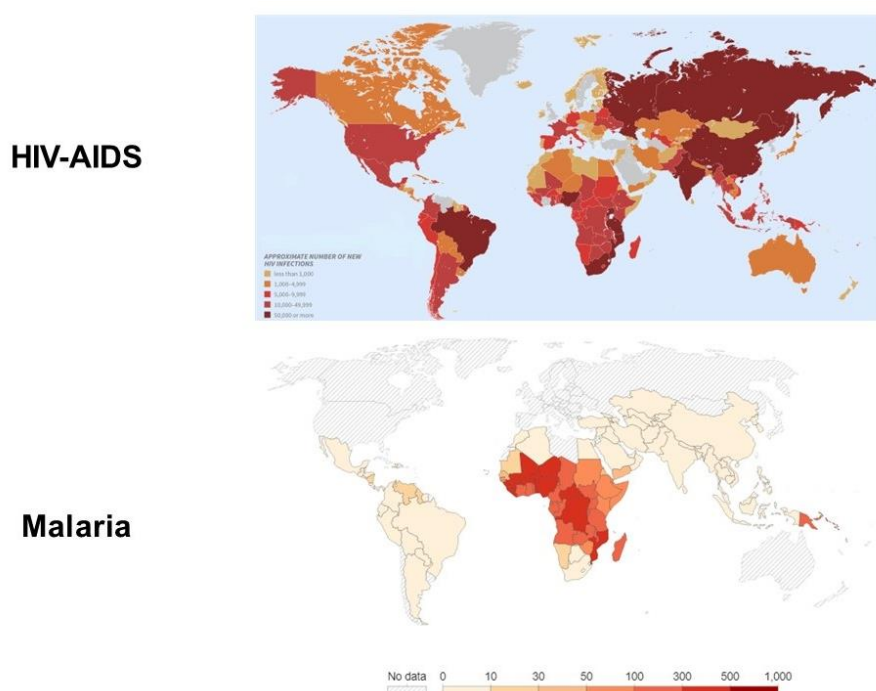 HIV-AIDS
APPROXIMATE NUMBER OF NEW
HIV INFECTIONS
less than 1,000
1,000-4,999
5,000-9,999
10,000-49,999
50,000 or more
Malaria
No data 0 10 30 50 100 300 500 1,000